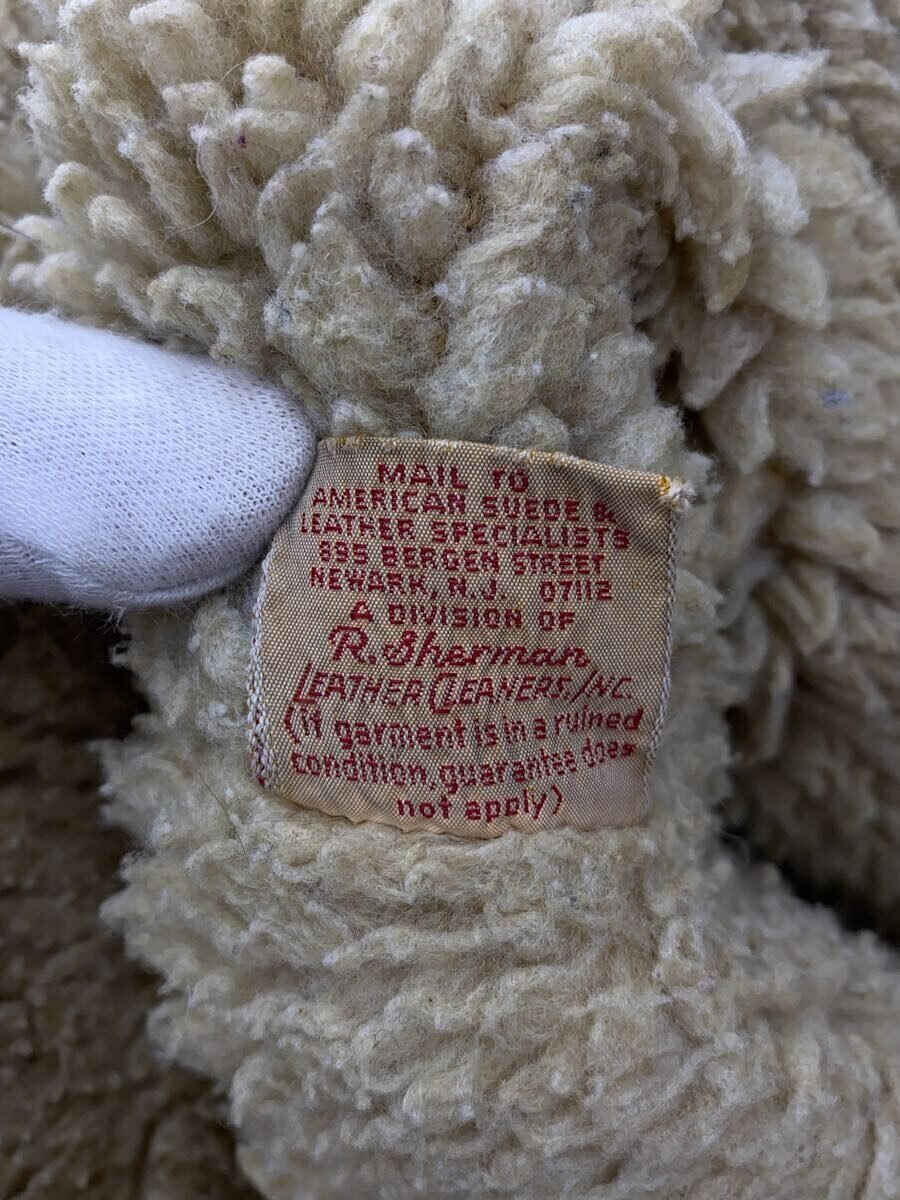 MAIL TO
AMERICAN SUEDE &
LEATHER SPECIALISTS
895 BERGEN STREET
NEWARK, N.J. 07112
A DIVISION OF
R. Sherman
LEATHER CLEANERS, INC.
(if garment is in a ruined
condition, guarantee does
not apply)